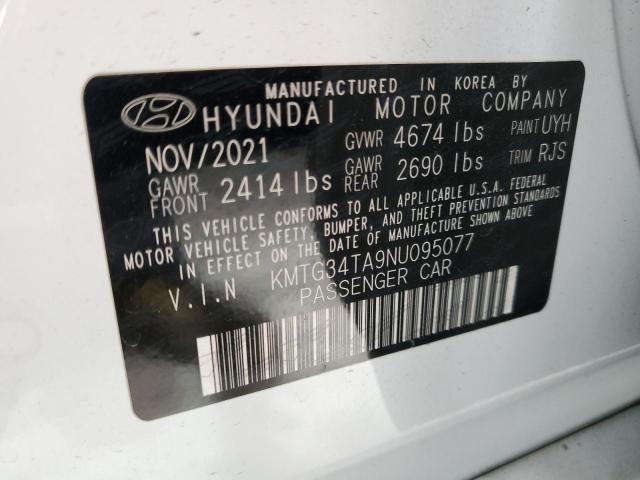 MANUFACTURED IN KOREA BY
HYUNDAI MOTOR COMPANY
NOV/2021 GVWR 4674 lbs PAINT UYH
GAWR FRONT 2414 lbs GAWR REAR 2690 lbs TRIM RJS
THIS VEHICLE CONFORMS TO ALL APPLICABLE U.S.A. FEDERAL
MOTOR VEHICLE SAFETY, BUMPER, AND THEFT PREVENTION STANDARDS
IN EFFECT ON THE DATE OF MANUFACTURE SHOWN ABOVE.
V.I.N KMTG34TA9NU095077
PASSENGER CAR